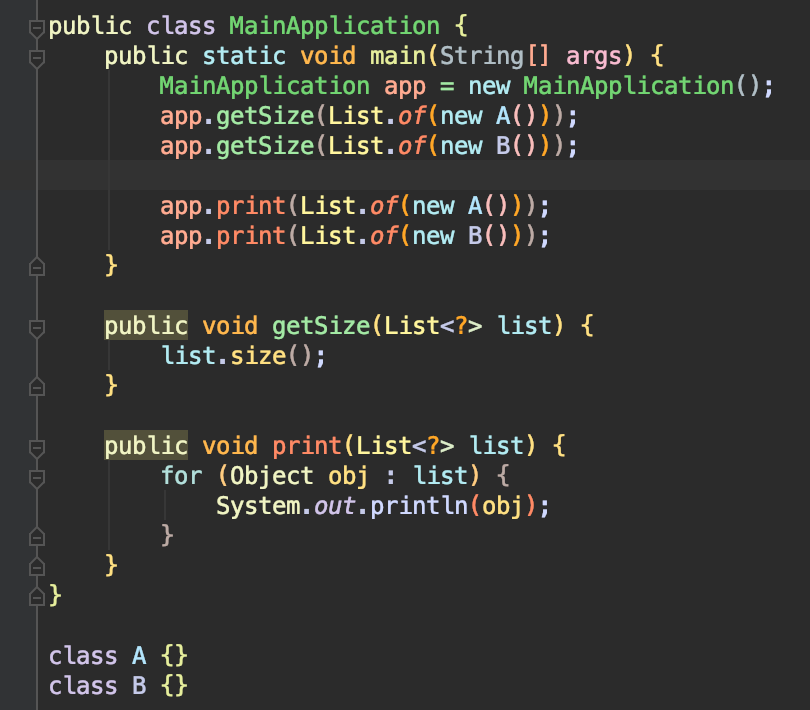 public class MainApplication {
    public static void main(String[] args) {
        MainApplication app = new MainApplication();
        app.getSize(List.of(new A()));
        app.getSize(List.of(new B()));

        app.print(List.of(new A()));
        app.print(List.of(new B()));
    }

    public void getSize(List<?> list) {
        list.size();
    }

    public void print(List<?> list) {
        for (Object obj : list) {
            System.out.println(obj);
        }
    }
}

class A {}
class B {}